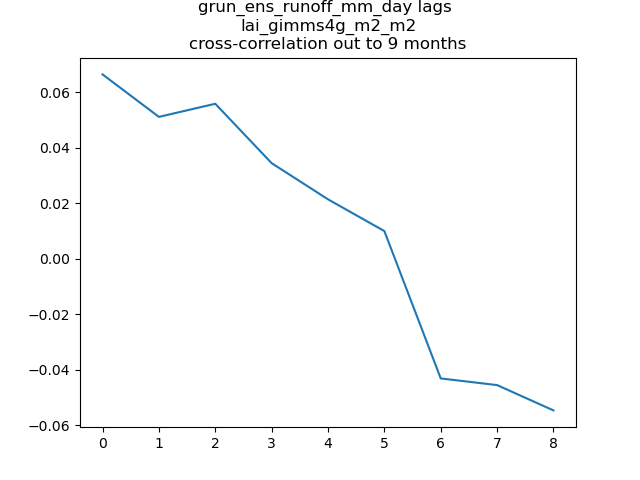 grun_ens_runoff_mm_day lags
lai_gimms4g_m2_m2
cross-correlation out to 9 months
0.06
0.04
0.02
0.00
−0.02
−0.04
−0.06
0 1 2 3 4 5 6 7 8